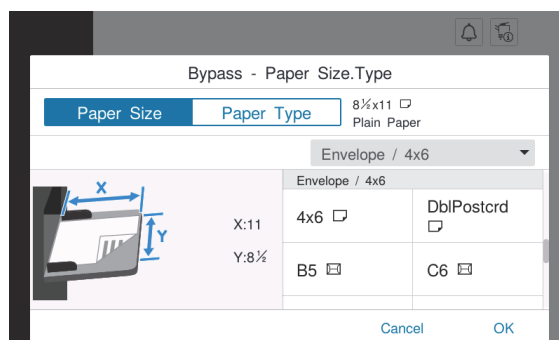 Bypass - Paper Size.Type
Paper Size
Paper Type
8½x11
Plain Paper
Envelope / 4x6
Envelope / 4x6
X
Y
X:11
Y:8½
4x6
DblPostcrd
B5
C6
Cancel
OK